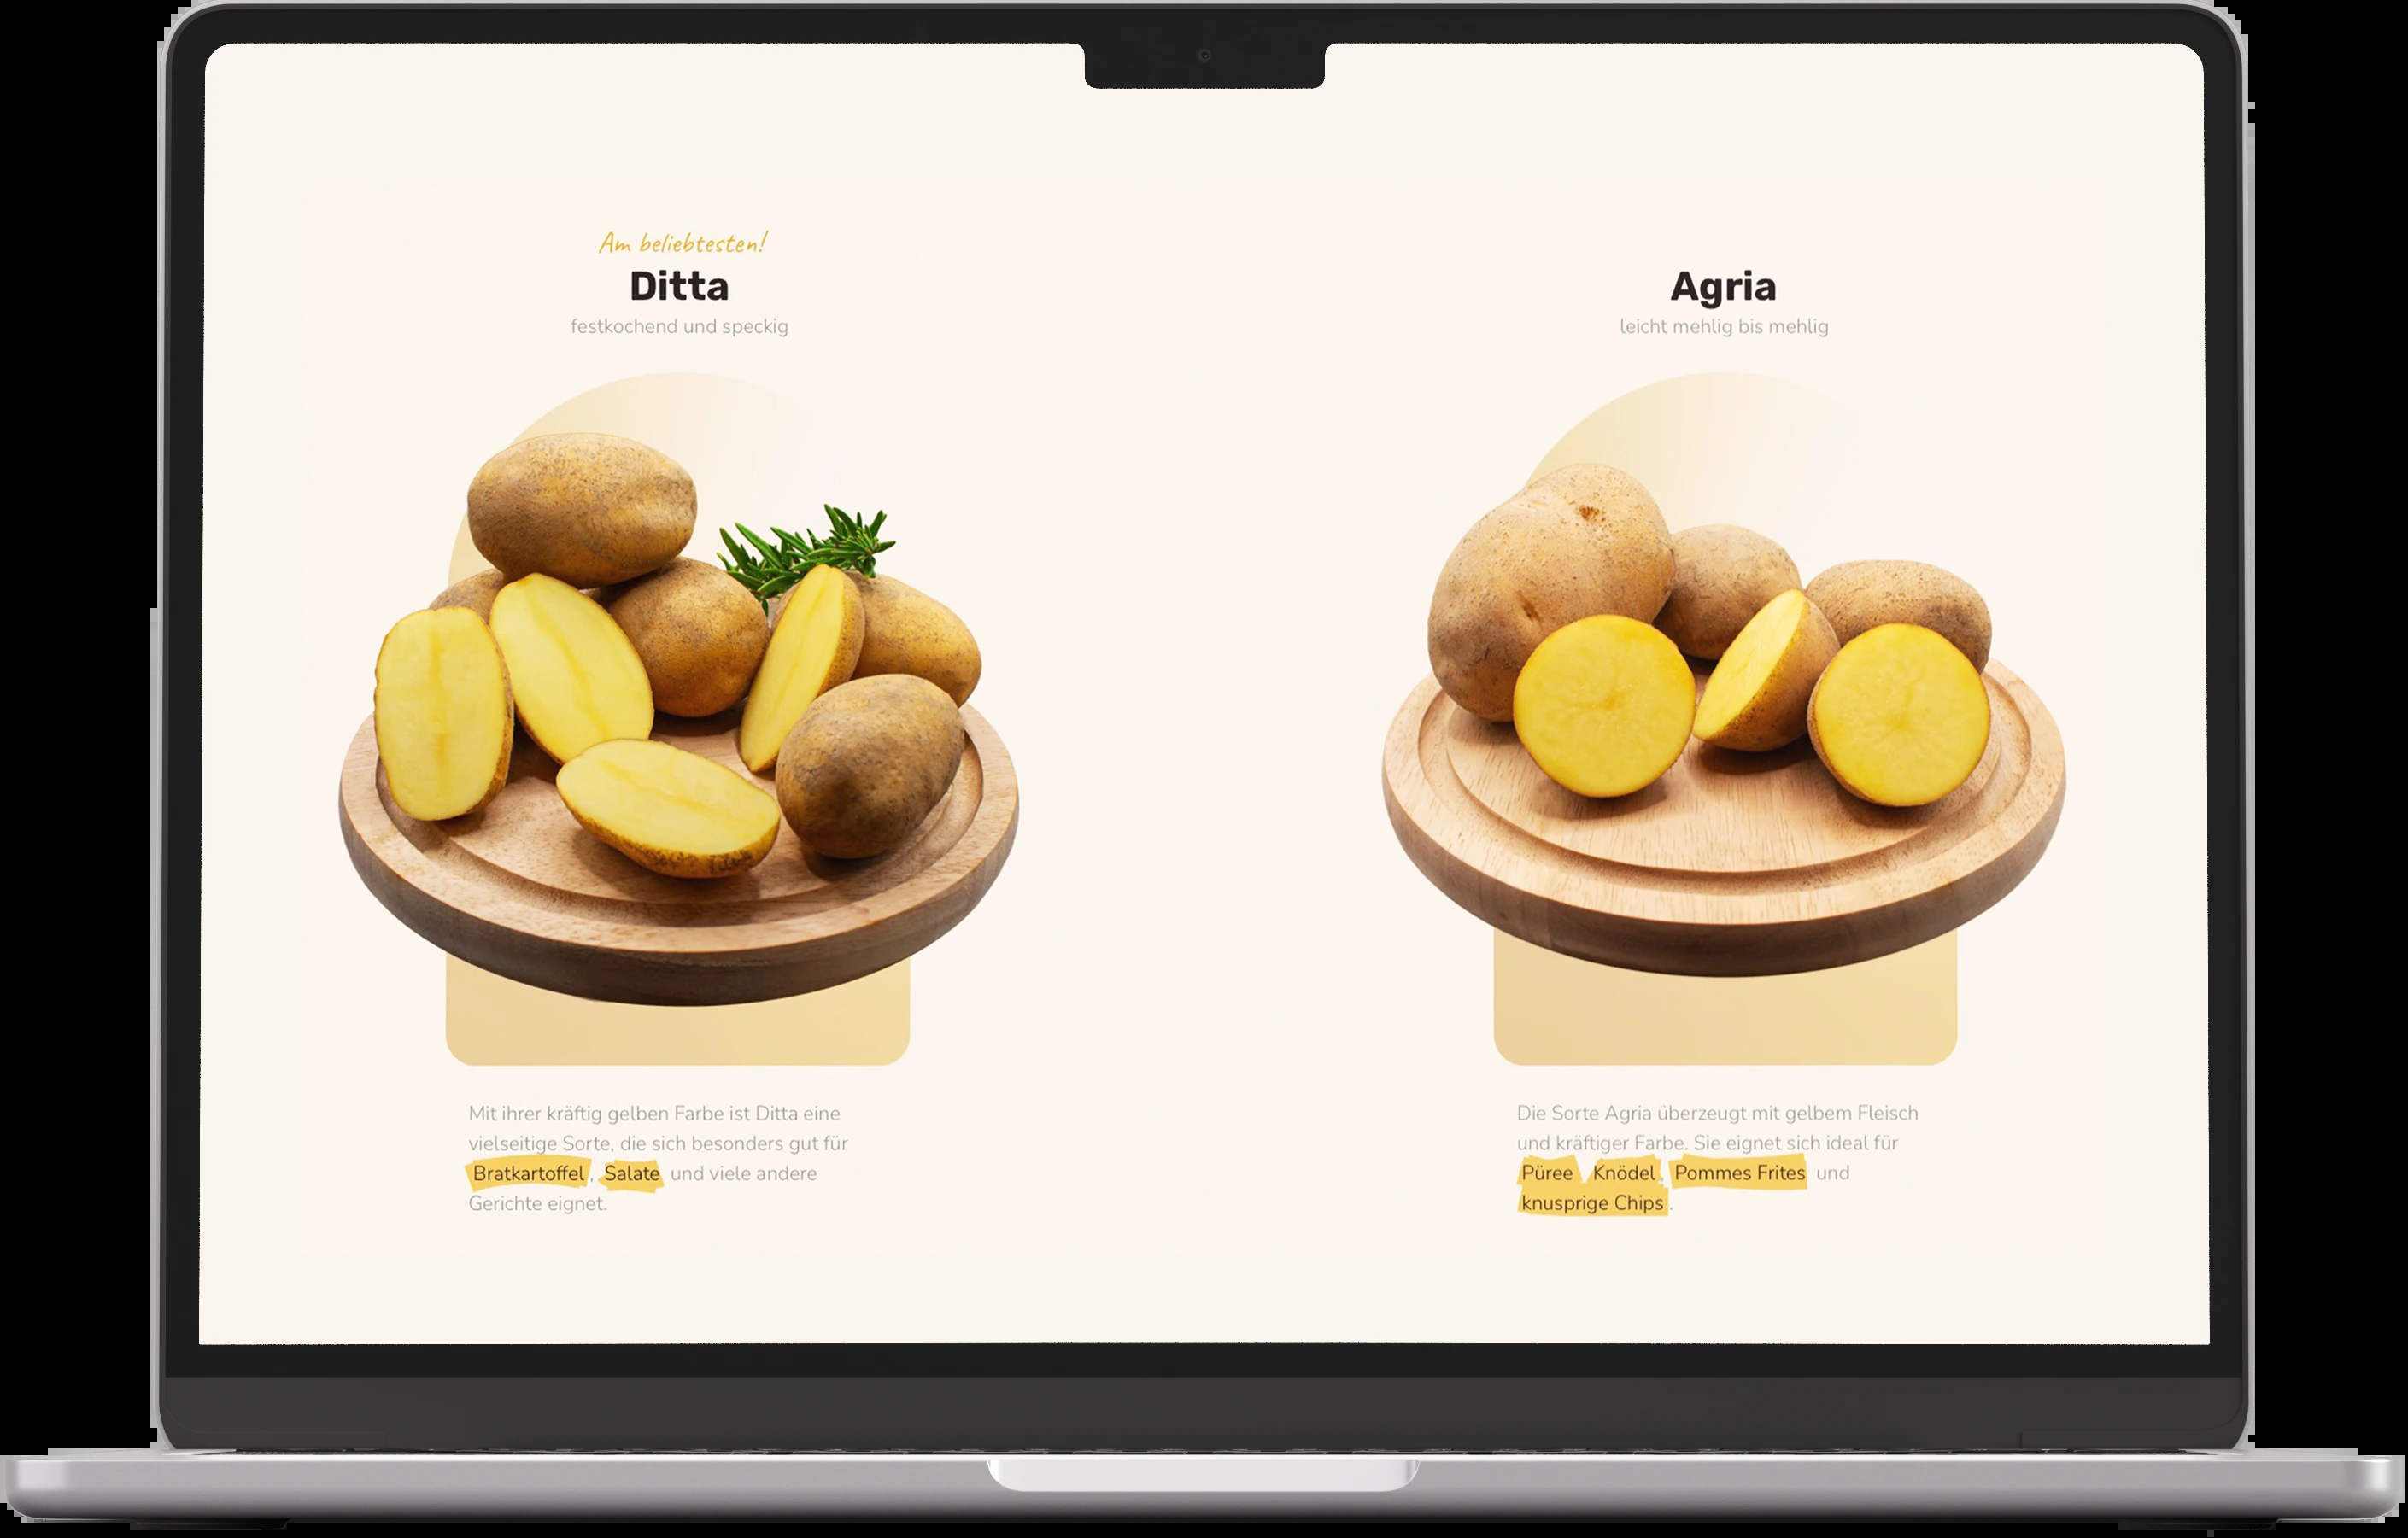 Am beliebtesten!
Ditta
festkochend und speckig
Mit ihrer kräftig gelben Farbe ist Ditta eine
vielseitige Sorte, die sich besonders gut für
Bratkartoffel, Salate und viele andere
Gerichte eignet.
Agria
leicht mehlig bis mehlig
Die Sorte Agria überzeugt mit gelbem Fleisch
und kräftiger Farbe. Sie eignet sich ideal für
Püree, Knödel, Pommes Frites und
knusprige Chips.